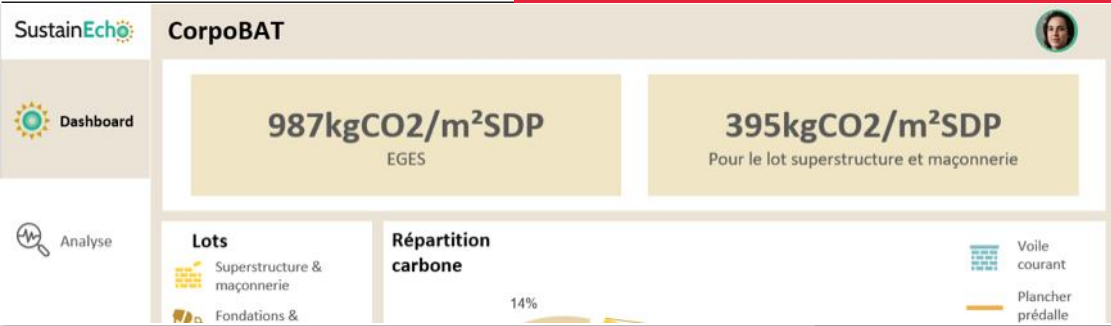 SustainEcho
CorpoBAT
Dashboard
987kgCO2/m²SDP
EGES
395kgCO2/m²SDP
Pour le lot superstructure et maçonnerie
Analyse
Lots
Superstructure &
maçonnerie
Fondations &
Répartition
carbone
14%
Voile
courant
Plancher
prédalle